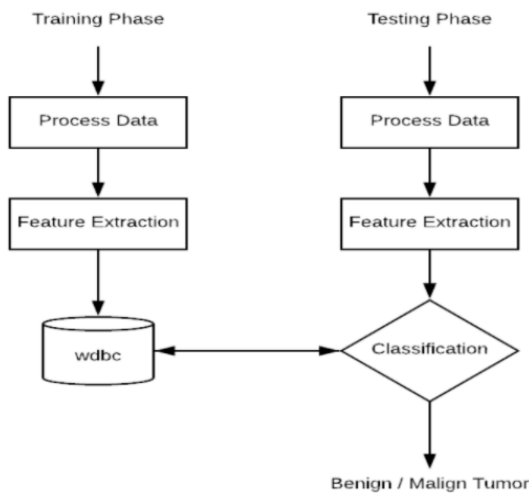 Training Phase
Testing Phase
Process Data
Process Data
Feature Extraction
Feature Extraction
wdbc
Classification
Benign / Malign Tumor